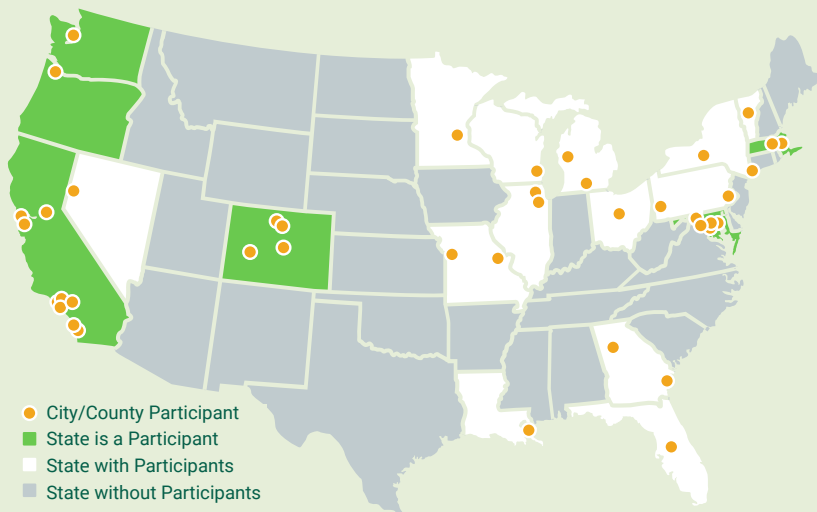 City/County Participant
State is a Participant
State with Participants
State without Participants